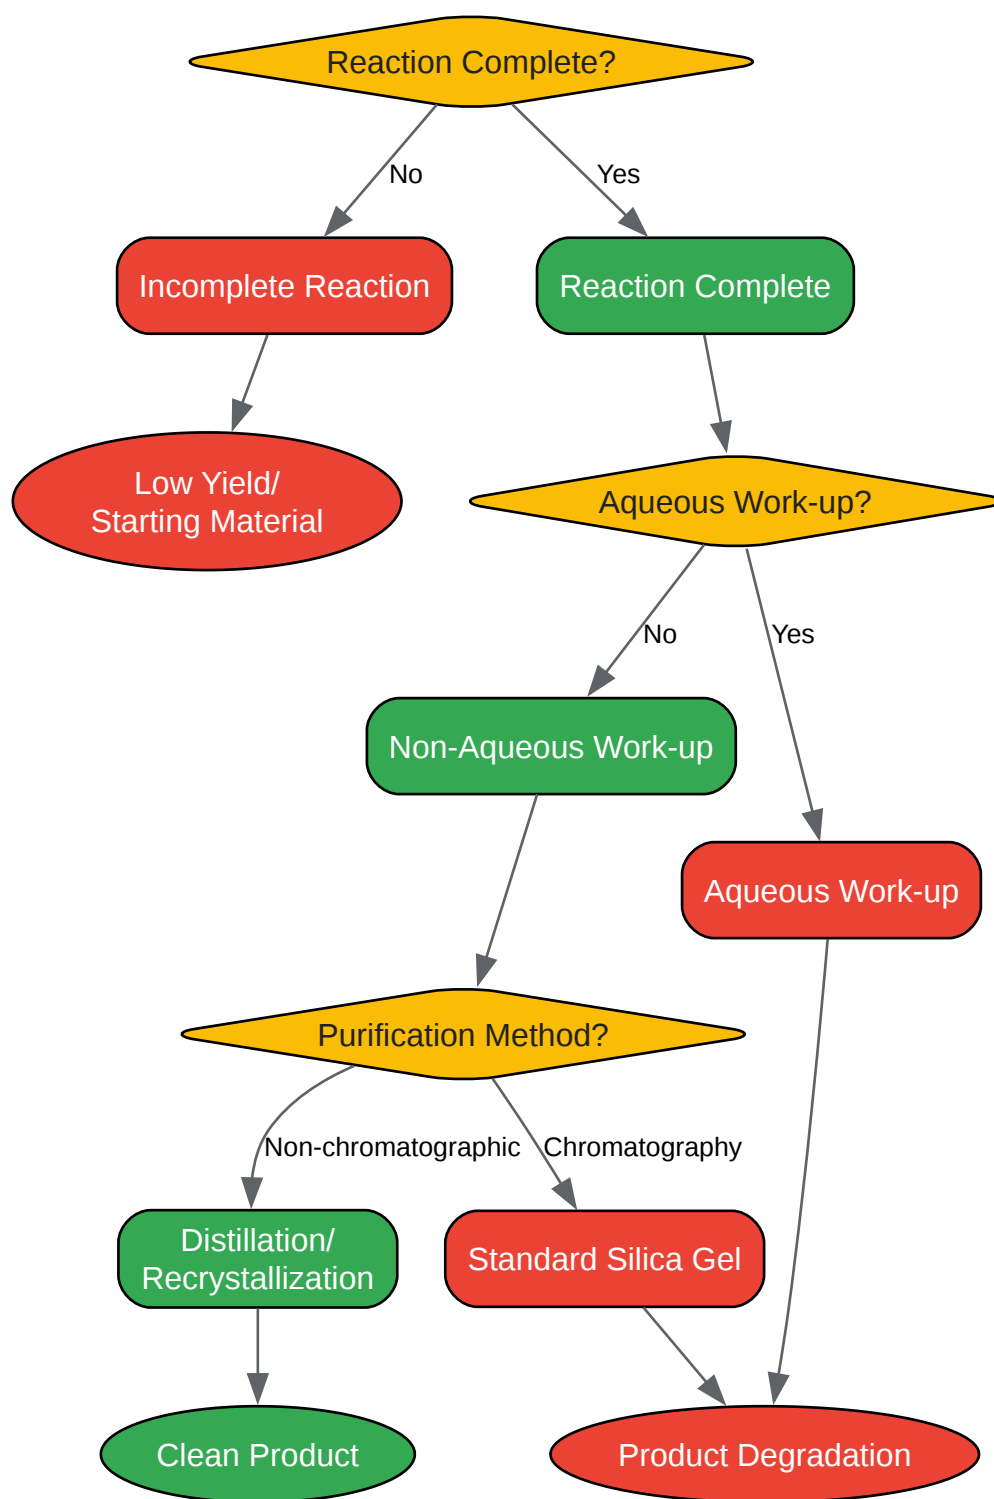 Reaction Complete?
No
Yes
Incomplete Reaction
Reaction Complete
Low Yield/
Starting Material
Aqueous Work-up?
No
Yes
Non-Aqueous Work-up
Aqueous Work-up
Purification Method?
Non-chromatographic
Chromatography
Distillation/
Recrystallization
Standard Silica Gel
Clean Product
Product Degradation